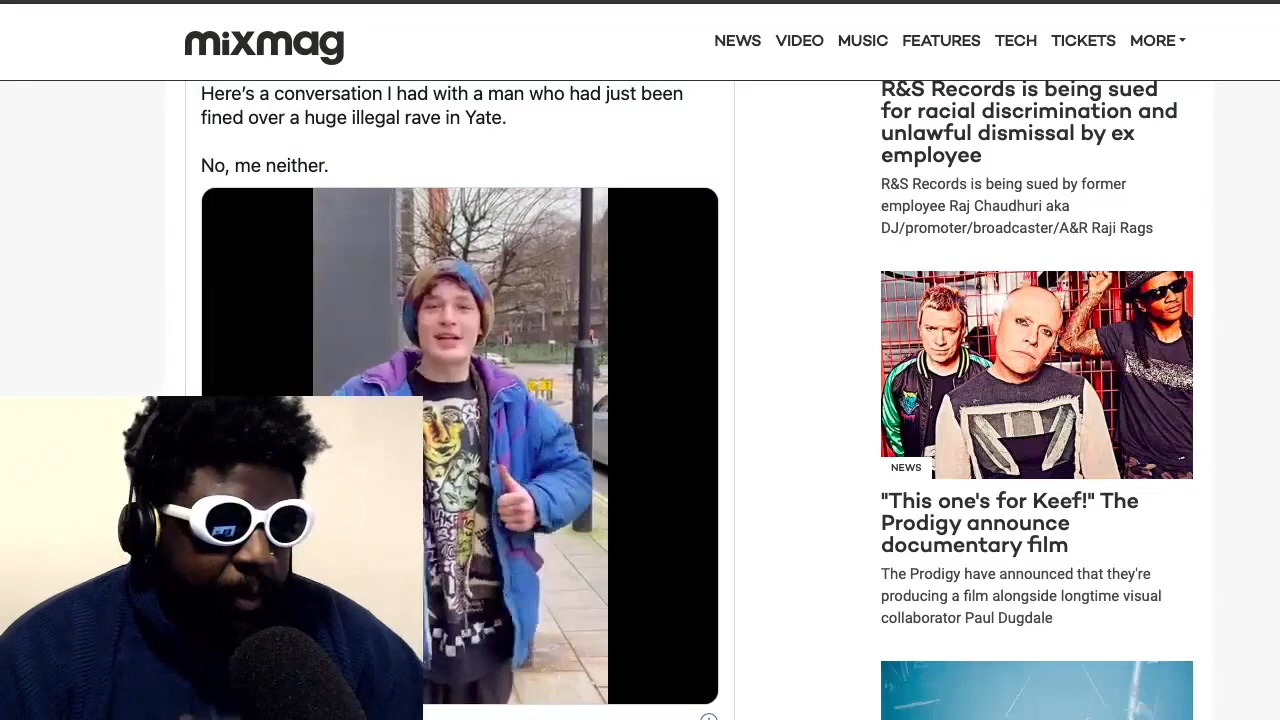 mixmag
NEWS VIDEO MUSIC FEATURES TECH TICKETS MORE
Here's a conversation I had with a man who had just been
fined over a huge illegal rave in Yate.
No, me neither.
R&S Records is being sued
for racial discrimination and
unlawful dismissal by ex
employee
R&S Records is being sued by former
employee Raj Chaudhuri aka
DJ/promoter/broadcaster/A&R Raji Rags
NEWS
"This one's for Keef!" The
Prodigy announce
documentary film
The Prodigy have announced that they're
producing a film alongside longtime visual
collaborator Paul Dugdale